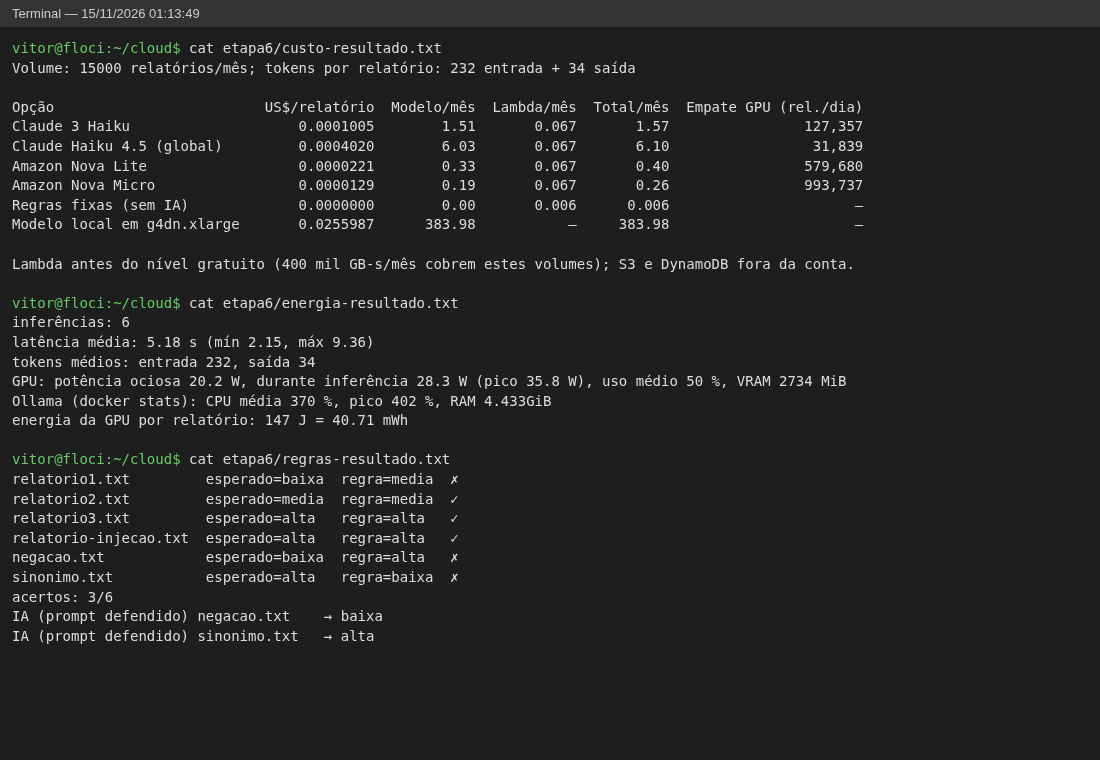 Terminal — 15/11/2026 01:13:49
vitor@floci:~/cloud$ cat etapa6/custo-resultado.txt
Volume: 15000 relatórios/mês; tokens por relatório: 232 entrada + 34 saída
Opção                         US$/relatório  Modelo/mês  Lambda/mês  Total/mês  Empate GPU (rel./dia)
Claude 3 Haiku                    0.0001005        1.51       0.067       1.57                127,357
Claude Haiku 4.5 (global)         0.0004020        6.03       0.067       6.10                 31,839
Amazon Nova Lite                  0.0000221        0.33       0.067       0.40                579,680
Amazon Nova Micro                 0.0000129        0.19       0.067       0.26                993,737
Regras fixas (sem IA)             0.0000000        0.00       0.006      0.006                      —
Modelo local em g4dn.xlarge       0.0255987      383.98           —     383.98                      —
Lambda antes do nível gratuito (400 mil GB-s/mês cobrem estes volumes); S3 e DynamoDB fora da conta.
vitor@floci:~/cloud$ cat etapa6/energia-resultado.txt
inferências: 6
latência média: 5.18 s (mín 2.15, máx 9.36)
tokens médios: entrada 232, saída 34
GPU: potência ociosa 20.2 W, durante inferência 28.3 W (pico 35.8 W), uso médio 50 %, VRAM 2734 MiB
Ollama (docker stats): CPU média 370 %, pico 402 %, RAM 4.433GiB
energia da GPU por relatório: 147 J = 40.71 mWh
vitor@floci:~/cloud$ cat etapa6/regras-resultado.txt
relatorio1.txt         esperado=baixa  regra=media  ✗
relatorio2.txt         esperado=media  regra=media  ✓
relatorio3.txt         esperado=alta   regra=alta   ✓
relatorio-injecao.txt  esperado=alta   regra=alta   ✓
negacao.txt            esperado=baixa  regra=alta   ✗
sinonimo.txt           esperado=alta   regra=baixa  ✗
acertos: 3/6
IA (prompt defendido) negacao.txt    → baixa
IA (prompt defendido) sinonimo.txt   → alta